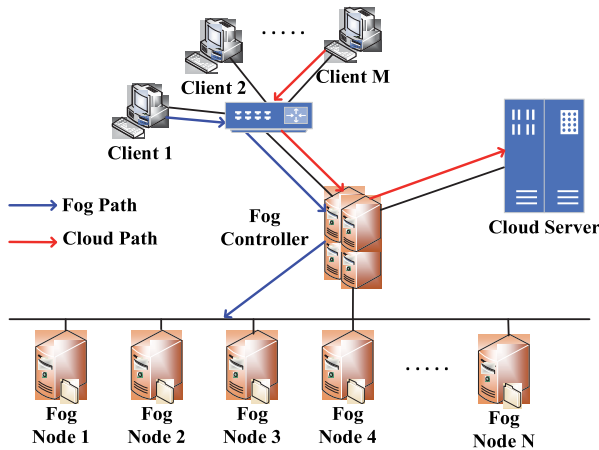 .....
Client 2
Client M
Client 1
Fog Path
Cloud Path
Fog
Controller
Cloud Server
.....
Fog
Node 1
Fog
Node 2
Fog
Node 3
Fog
Node 4
Fog
Node N